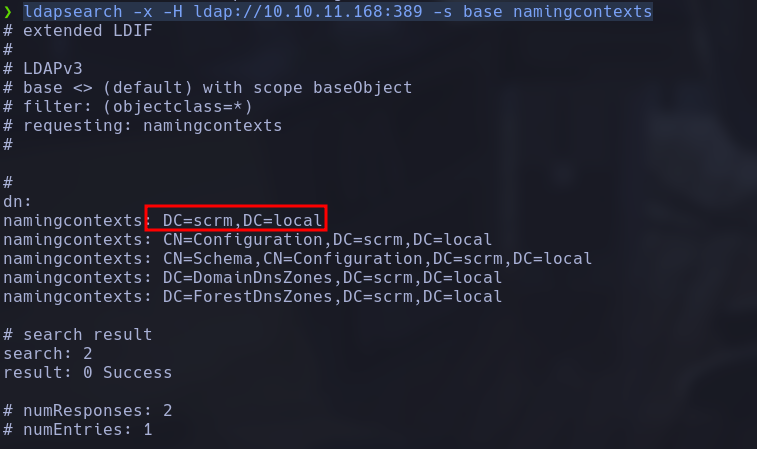 ❯ ldapsearch -x -H ldap://10.10.11.168:389 -s base namingcontexts
# extended LDIF
#
# LDAPv3
# base <> (default) with scope baseObject
# filter: (objectclass=*)
# requesting: namingcontexts
#
#
dn:
namingcontexts: DC=scrm,DC=local
namingcontexts: CN=Configuration,DC=scrm,DC=local
namingcontexts: CN=Schema,CN=Configuration,DC=scrm,DC=local
namingcontexts: DC=DomainDnsZones,DC=scrm,DC=local
namingcontexts: DC=ForestDnsZones,DC=scrm,DC=local
# search result
search: 2
result: 0 Success
# numResponses: 2
# numEntries: 1